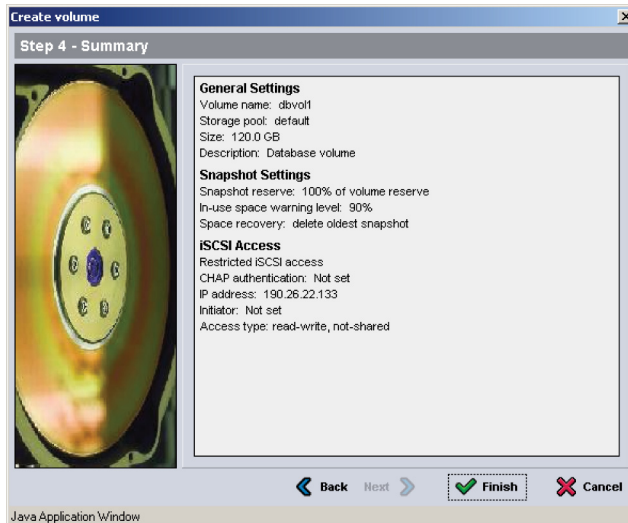 Create volume
Step 4 - Summary
General Settings
Volume name: dbvol1
Storage pool: default
Size: 120.0 GB
Description: Database volume
Snapshot Settings
Snapshot reserve: 100% of volume reserve
In-use space warning level: 90%
Space recovery: delete oldest snapshot
iSCSI Access
Restricted iSCSI access
CHAP authentication: Not set
IP address: 190.26.22.133
Initiator: Not set
Access type: read-write, not-shared
Back Next Finish Cancel
Java Application Window